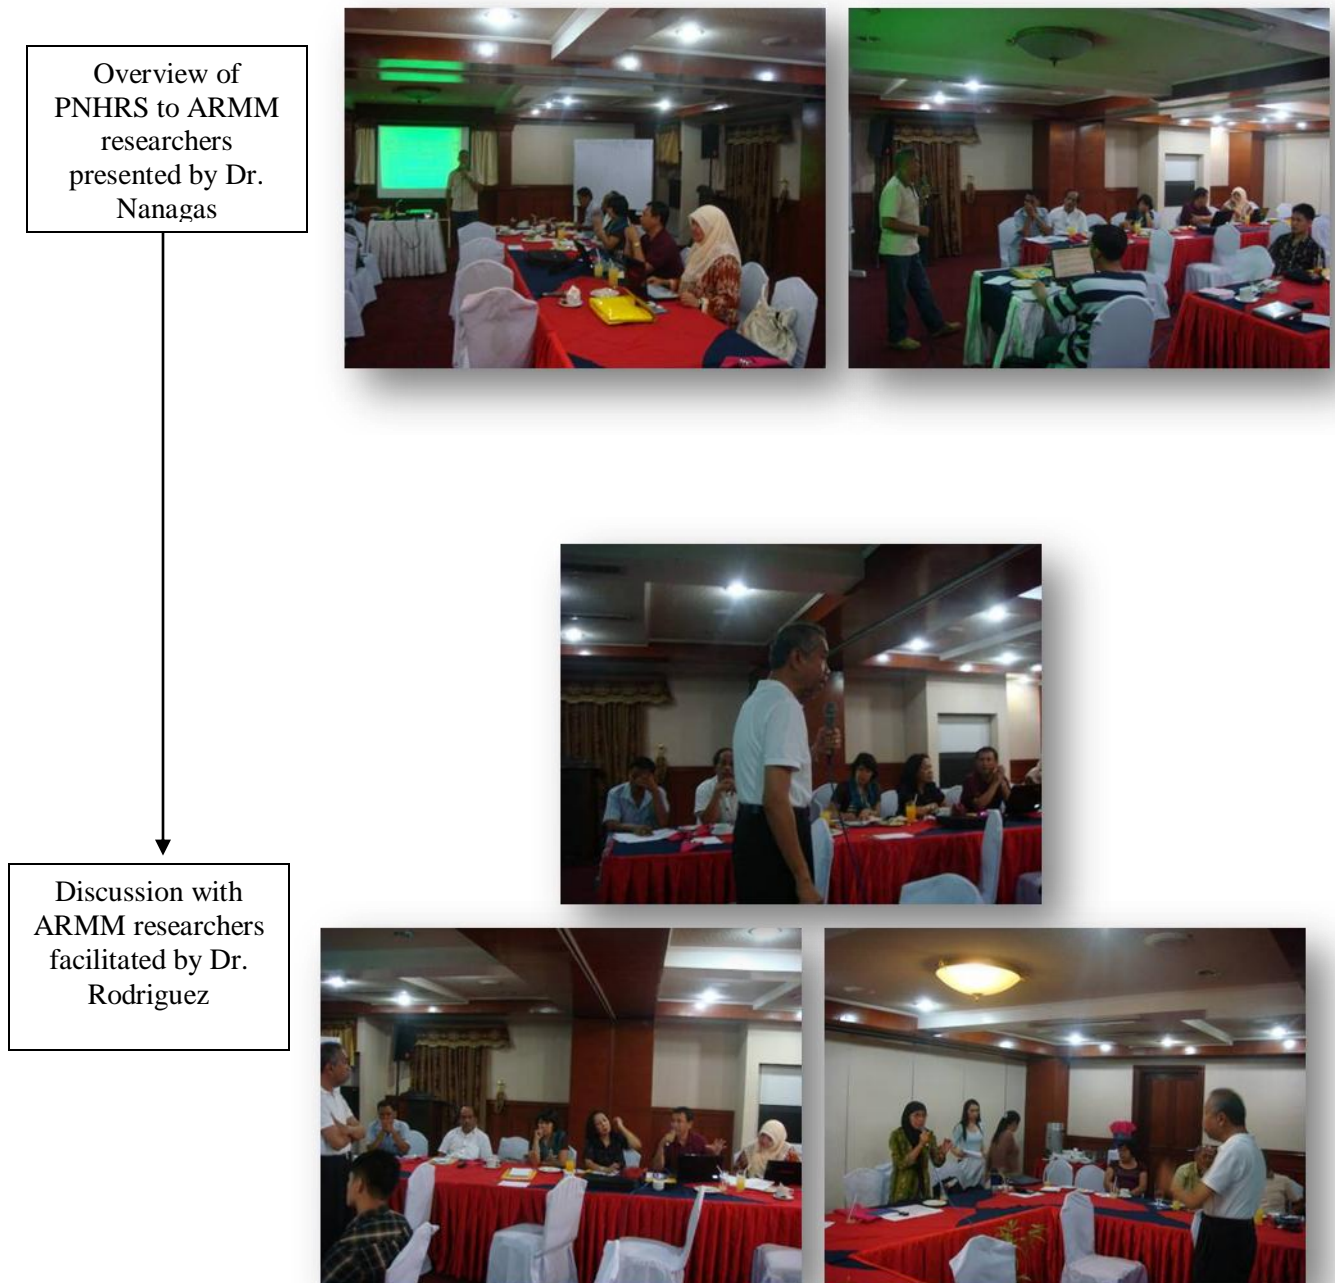 Overview of
PNHRS to ARMM
researchers
presented by Dr.
Nanagas
Discussion with
ARMM researchers
facilitated by Dr.
Rodriguez